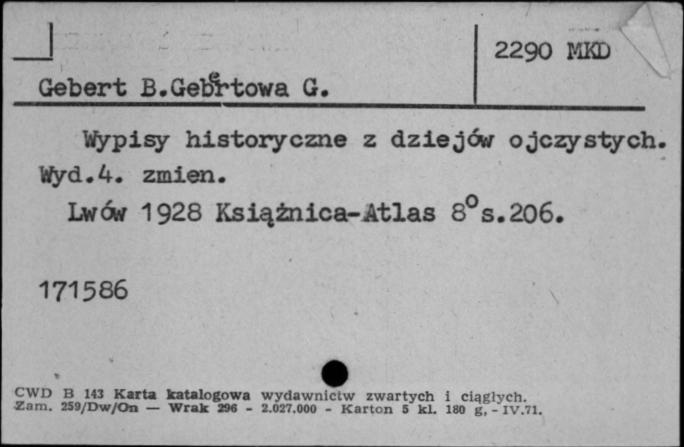 2290 MKD
Gebert B.Gebertowa G.
Wypisy historyczne z dziejów ojczystych.
Wyd.4. zmien.
Lwów 1928 Książnica-Atlas 8° s.206.
171586
CWD B 143 Karta katalogowa wydawnictw zwartych i ciągłych.
Zam. 259/Dw/On — Wrak 296 - 2.027.000 - Karton 5 kl. 180 g, - IV.71.